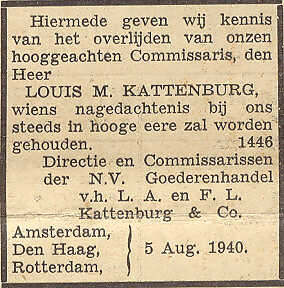 Hiermede geven wij kennis
van het overlijden van onzen
hooggeachten Commissaris, den
Heer
LOUIS M. KATTENBURG,
wiens nagedachtenis bij ons
steeds in hooge eere zal worden
gehouden. 1446
Directie en Commissarissen
der N.V. Goederenhandel
v.h. L. A. en F. L.
Kattenburg & Co.
Amsterdam,
Den Haag, } 5 Aug. 1940.
Rotterdam,